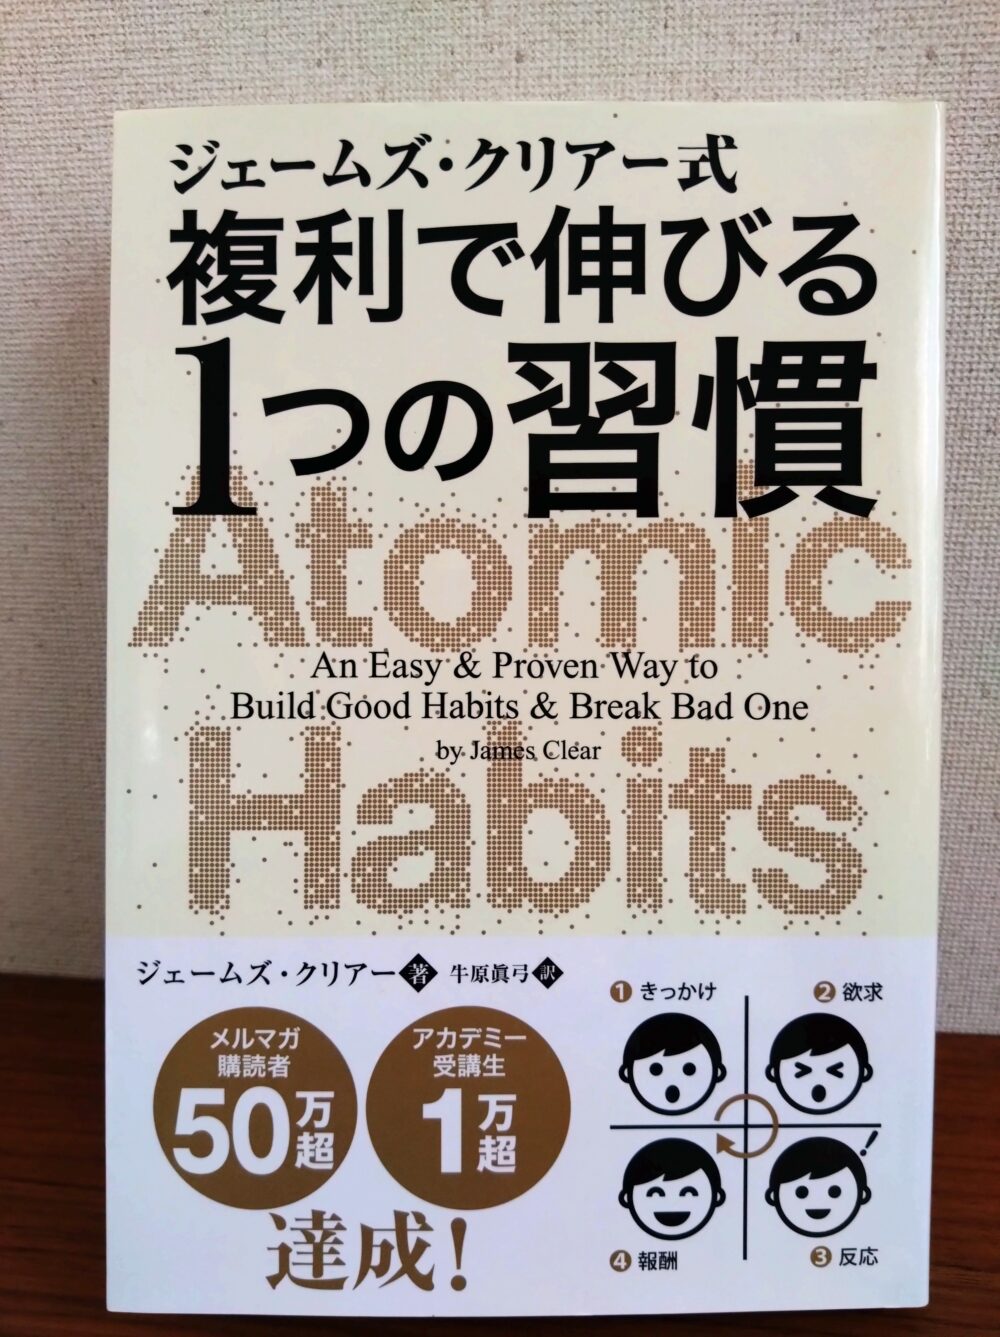 ジェームズ・クリアー式
複利で伸びる
1つの習慣
Atomic
An Easy & Proven Way to
Build Good Habits & Break Bad One
by James Clear
Habits
ジェームズ・クリアー 著 牛原眞弓 訳
メルマガ
購読者
50万超
アカデミー
受講生
1万超
達成!
1 きっかけ
2 欲求
!
4 報酬
3 反応